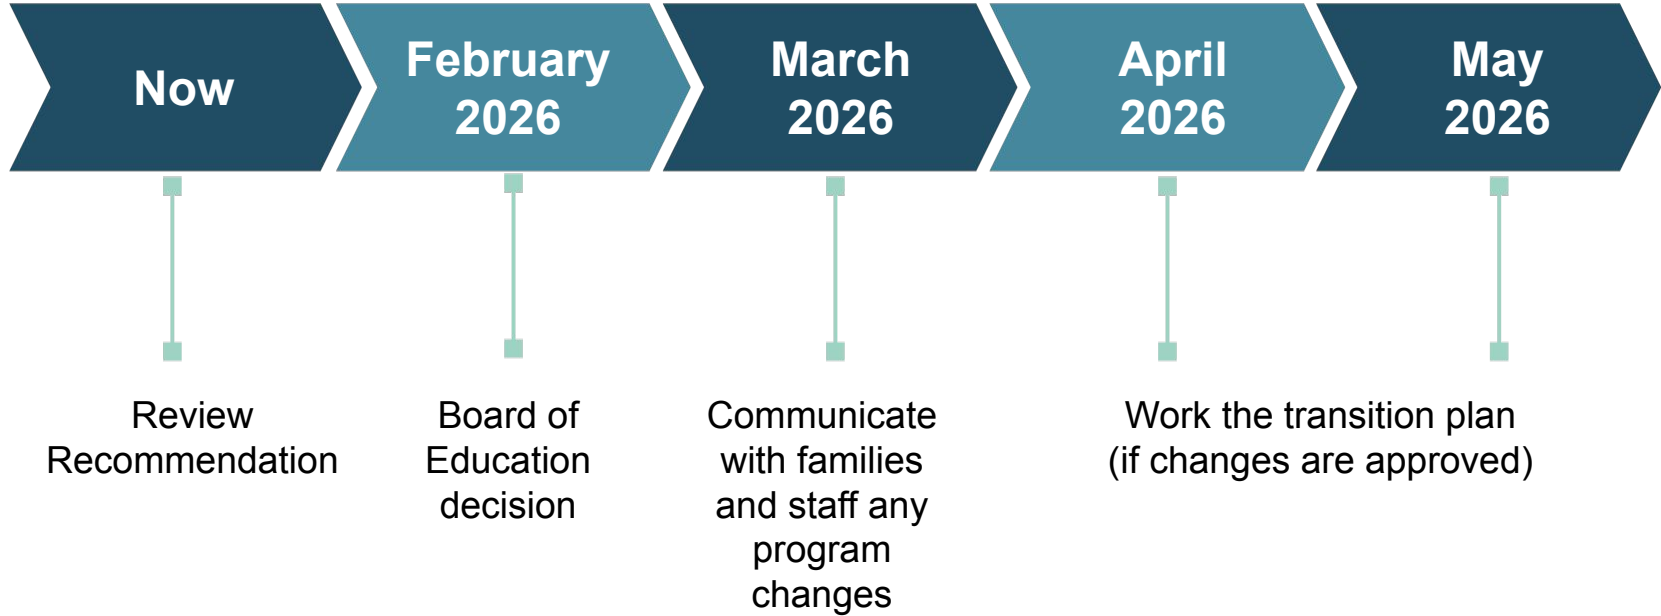 Now
February
2026
March
2026
April
2026
May
2026
Review
Recommendation
Board of
Education
decision
Communicate
with families
and staff any
program
changes
Work the transition plan
(if changes are approved)